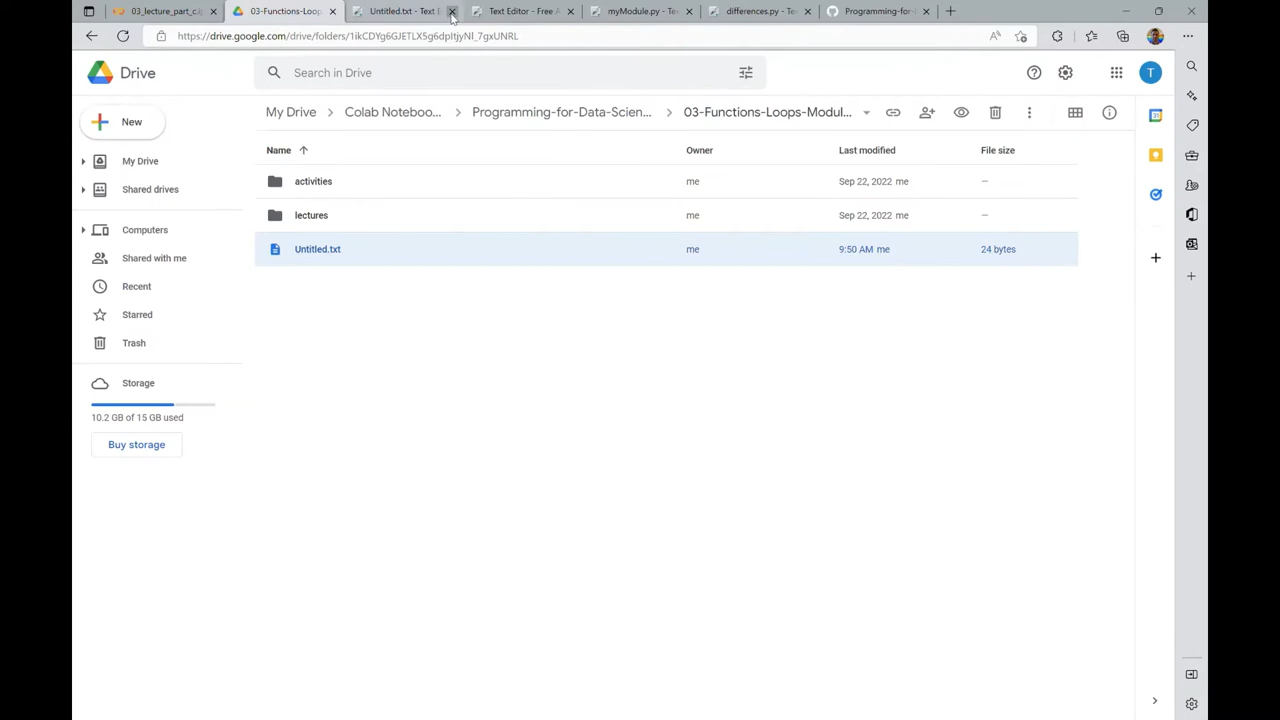 03_lecture_part_c.i
03-Functions-Loop
Untitled.txt - Text E
Text Editor - Free A
myModule.py - Te
differences.py - Te
Programming-for-
https://drive.google.com/drive/folders/1ikCDYg6GJETLX5g6dpItjyNl_7gxUNRL
Drive
Search in Drive
T
New
My Drive
Colab Noteboo...
Programming-for-Data-Scien...
03-Functions-Loops-Modul...
Name
Owner
Last modified
File size
My Drive
activities
me
Sep 22, 2022 me
–
Shared drives
lectures
me
Sep 22, 2022 me
–
Computers
Untitled.txt
me
9:50 AM me
24 bytes
Shared with me
Recent
Starred
Trash
Storage
10.2 GB of 15 GB used
Buy storage